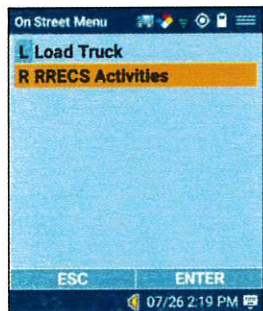 On Street Menu
L Load Truck
R RRECS Activities
ESC ENTER
07/26 2:19 PM